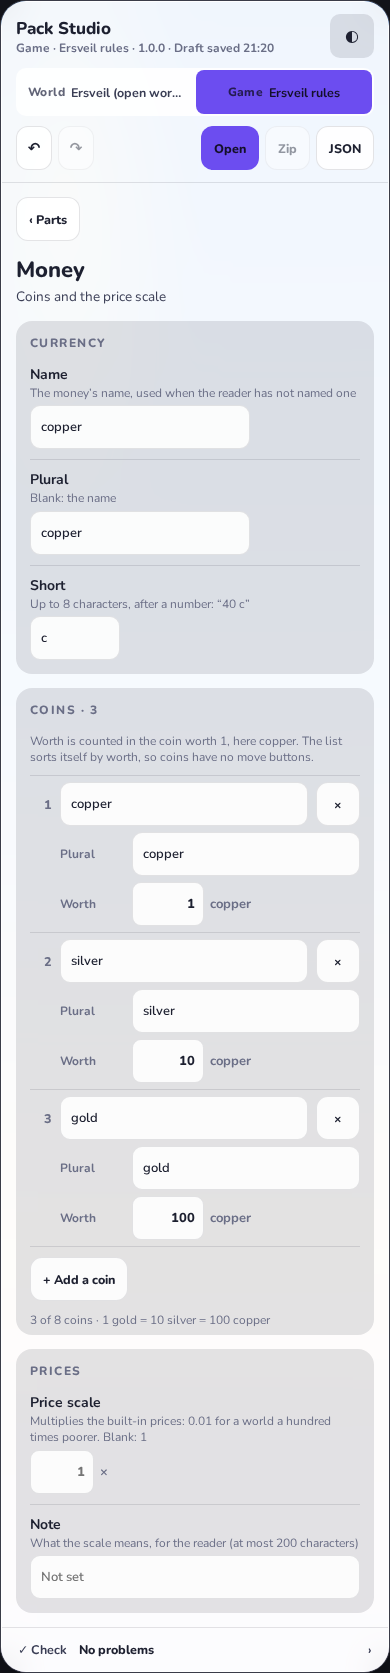 Pack Studio
Game · Ersveil rules · 1.0.0 · Draft saved 21:20
World Ersveil (open wor...
Game Ersveil rules
Open
Zip
JSON
‹ Parts
Money
Coins and the price scale
CURRENCY
Name
The money’s name, used when the reader has not named one
copper
Plural
Blank: the name
copper
Short
Up to 8 characters, after a number: “40 c”
c
COINS · 3
Worth is counted in the coin worth 1, here copper. The list
sorts itself by worth, so coins have no move buttons.
1 copper ×
Plural copper
Worth 1 copper
2 silver ×
Plural silver
Worth 10 copper
3 gold ×
Plural gold
Worth 100 copper
+ Add a coin
3 of 8 coins · 1 gold = 10 silver = 100 copper
PRICES
Price scale
Multiplies the built-in prices: 0.01 for a world a hundred
times poorer. Blank: 1
1 ×
Note
What the scale means, for the reader (at most 200 characters)
Not set
✓ Check No problems ›